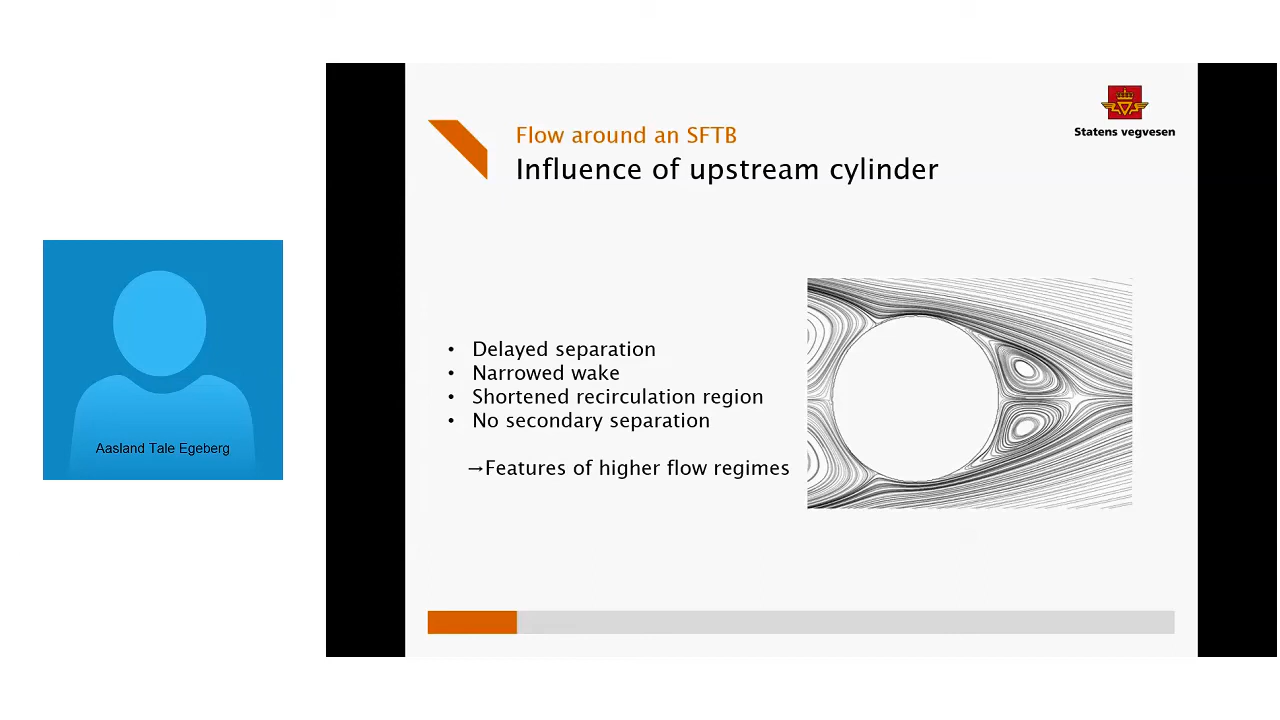 Statens vegvesen
Flow around an SFTB
Influence of upstream cylinder
• Delayed separation
• Narrowed wake
• Shortened recirculation region
• No secondary separation
→Features of higher flow regimes
Aasland Tale Egeberg